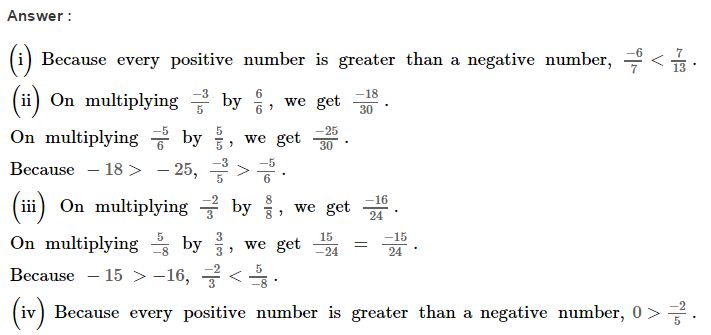 Answer :
(i) Because every positive number is greater than a negative number, -6/7 < 7/13 .
(ii) On multiplying -3/5 by 6/6 , we get -18/30 .
On multiplying -5/6 by 5/5 , we get -25/30 .
Because - 18 > - 25, -3/5 > -5/6 .
(iii) On multiplying -2/3 by 8/8 , we get -16/24 .
On multiplying 5/-8 by 3/3 , we get 15/-24 = -15/24 .
Because - 15 > -16, -2/3 < 5/-8 .
(iv) Because every positive number is greater than a negative number, 0 > -2/5 .